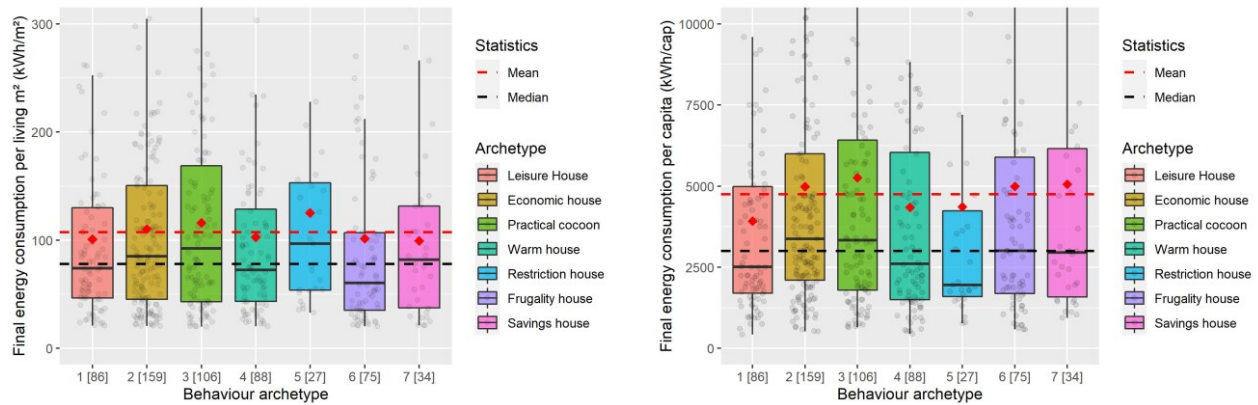 Final energy consumption per living m² (kWh/m²)
300
200
100
0
1 [86] 2 [159] 3 [106] 4 [88] 5 [27] 6 [75] 7 [34]
Behaviour archetype
Statistics
Mean
Median
Archetype
Leisure House
Economic house
Practical cocoon
Warm house
Restriction house
Frugality house
Savings house
Final energy consumption per capita (kWh/cap)
10000
7500
5000
2500
0
1 [86] 2 [159] 3 [106] 4 [88] 5 [27] 6 [75] 7 [34]
Behaviour archetype
Statistics
Mean
Median
Archetype
Leisure House
Economic house
Practical cocoon
Warm house
Restriction house
Frugality house
Savings house